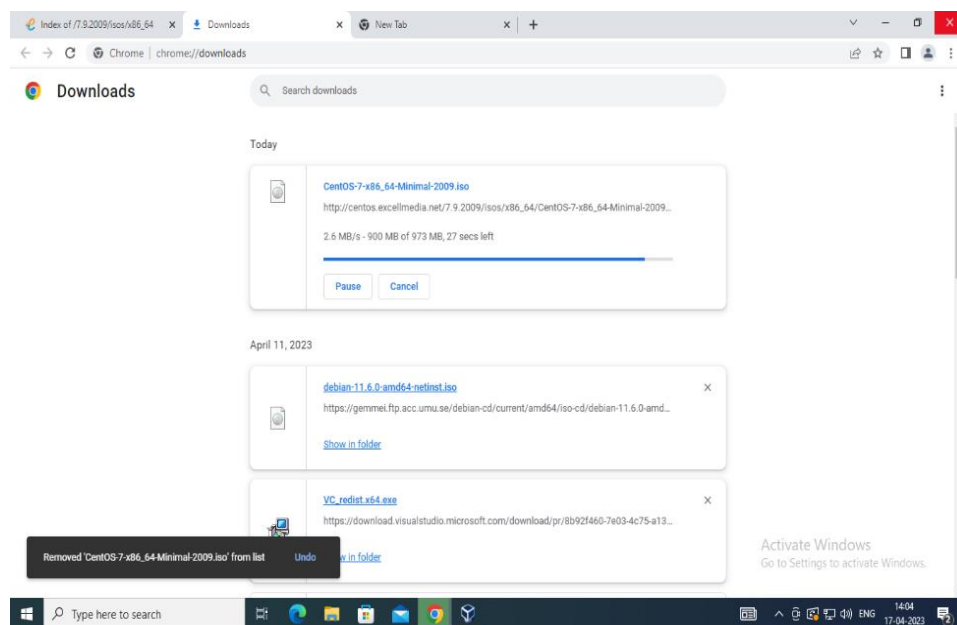 Index of /7.9.2009/isos/x86_64
Downloads
New Tab
Chrome | chrome://downloads
Downloads
Search downloads
Today
CentOS-7-x86_64-Minimal-2009.iso
http://centos.excellmedia.net/7.9.2009/isos/x86_64/CentOS-7-x86_64-Minimal-2009...
2.6 MB/s - 900 MB of 973 MB, 27 secs left
Pause Cancel
April 11, 2023
debian-11.6.0-amd64-netinst.iso
https://gemmei.ftp.acc.umu.se/debian-cd/current/amd64/iso-cd/debian-11.6.0-amd...
Show in folder
VC_redist.x64.exe
https://download.visualstudio.microsoft.com/download/pr/8b92f460-7e03-4c75-a13...
in folder
Removed 'CentOS-7-x86_64-Minimal-2009.iso' from list Undo
Activate Windows
Go to Settings to activate Windows.
Type here to search
ENG
14:04
17-04-2023
2